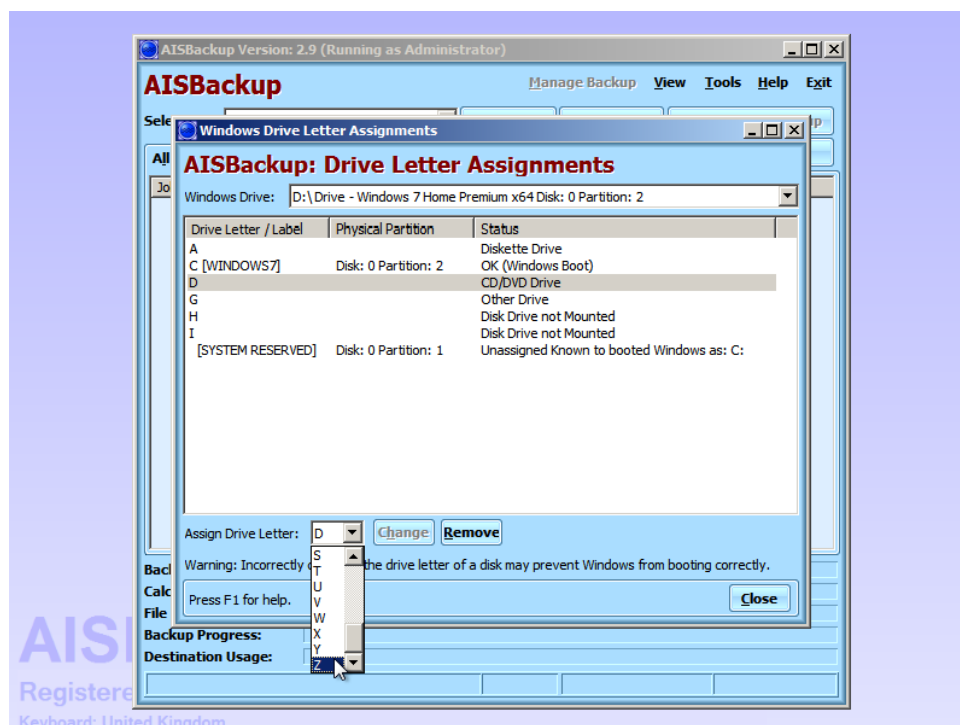 AISBackup Version: 2.9 (Running as Administrator)
AISBackup
Manage Backup View Tools Help Exit
Windows Drive Letter Assignments
All
AISBackup: Drive Letter Assignments
Windows Drive: D:\ Drive - Windows 7 Home Premium x64 Disk: 0 Partition: 2
Drive Letter / Label Physical Partition Status
A Diskette Drive
C [WINDOWS7] Disk: 0 Partition: 2 OK (Windows Boot)
D CD/DVD Drive
G Other Drive
H Disk Drive not Mounted
I Disk Drive not Mounted
[SYSTEM RESERVED] Disk: 0 Partition: 1 Unassigned Known to booted Windows as: C:
Assign Drive Letter: D Change Remove
Warning: Incorrectly the drive letter of a disk may prevent Windows from booting correctly.
S
T
U
V
W
X
Y
Z
Press F1 for help. Close
File
Backup Progress:
Destination Usage:
Keyboard: United Kingdom